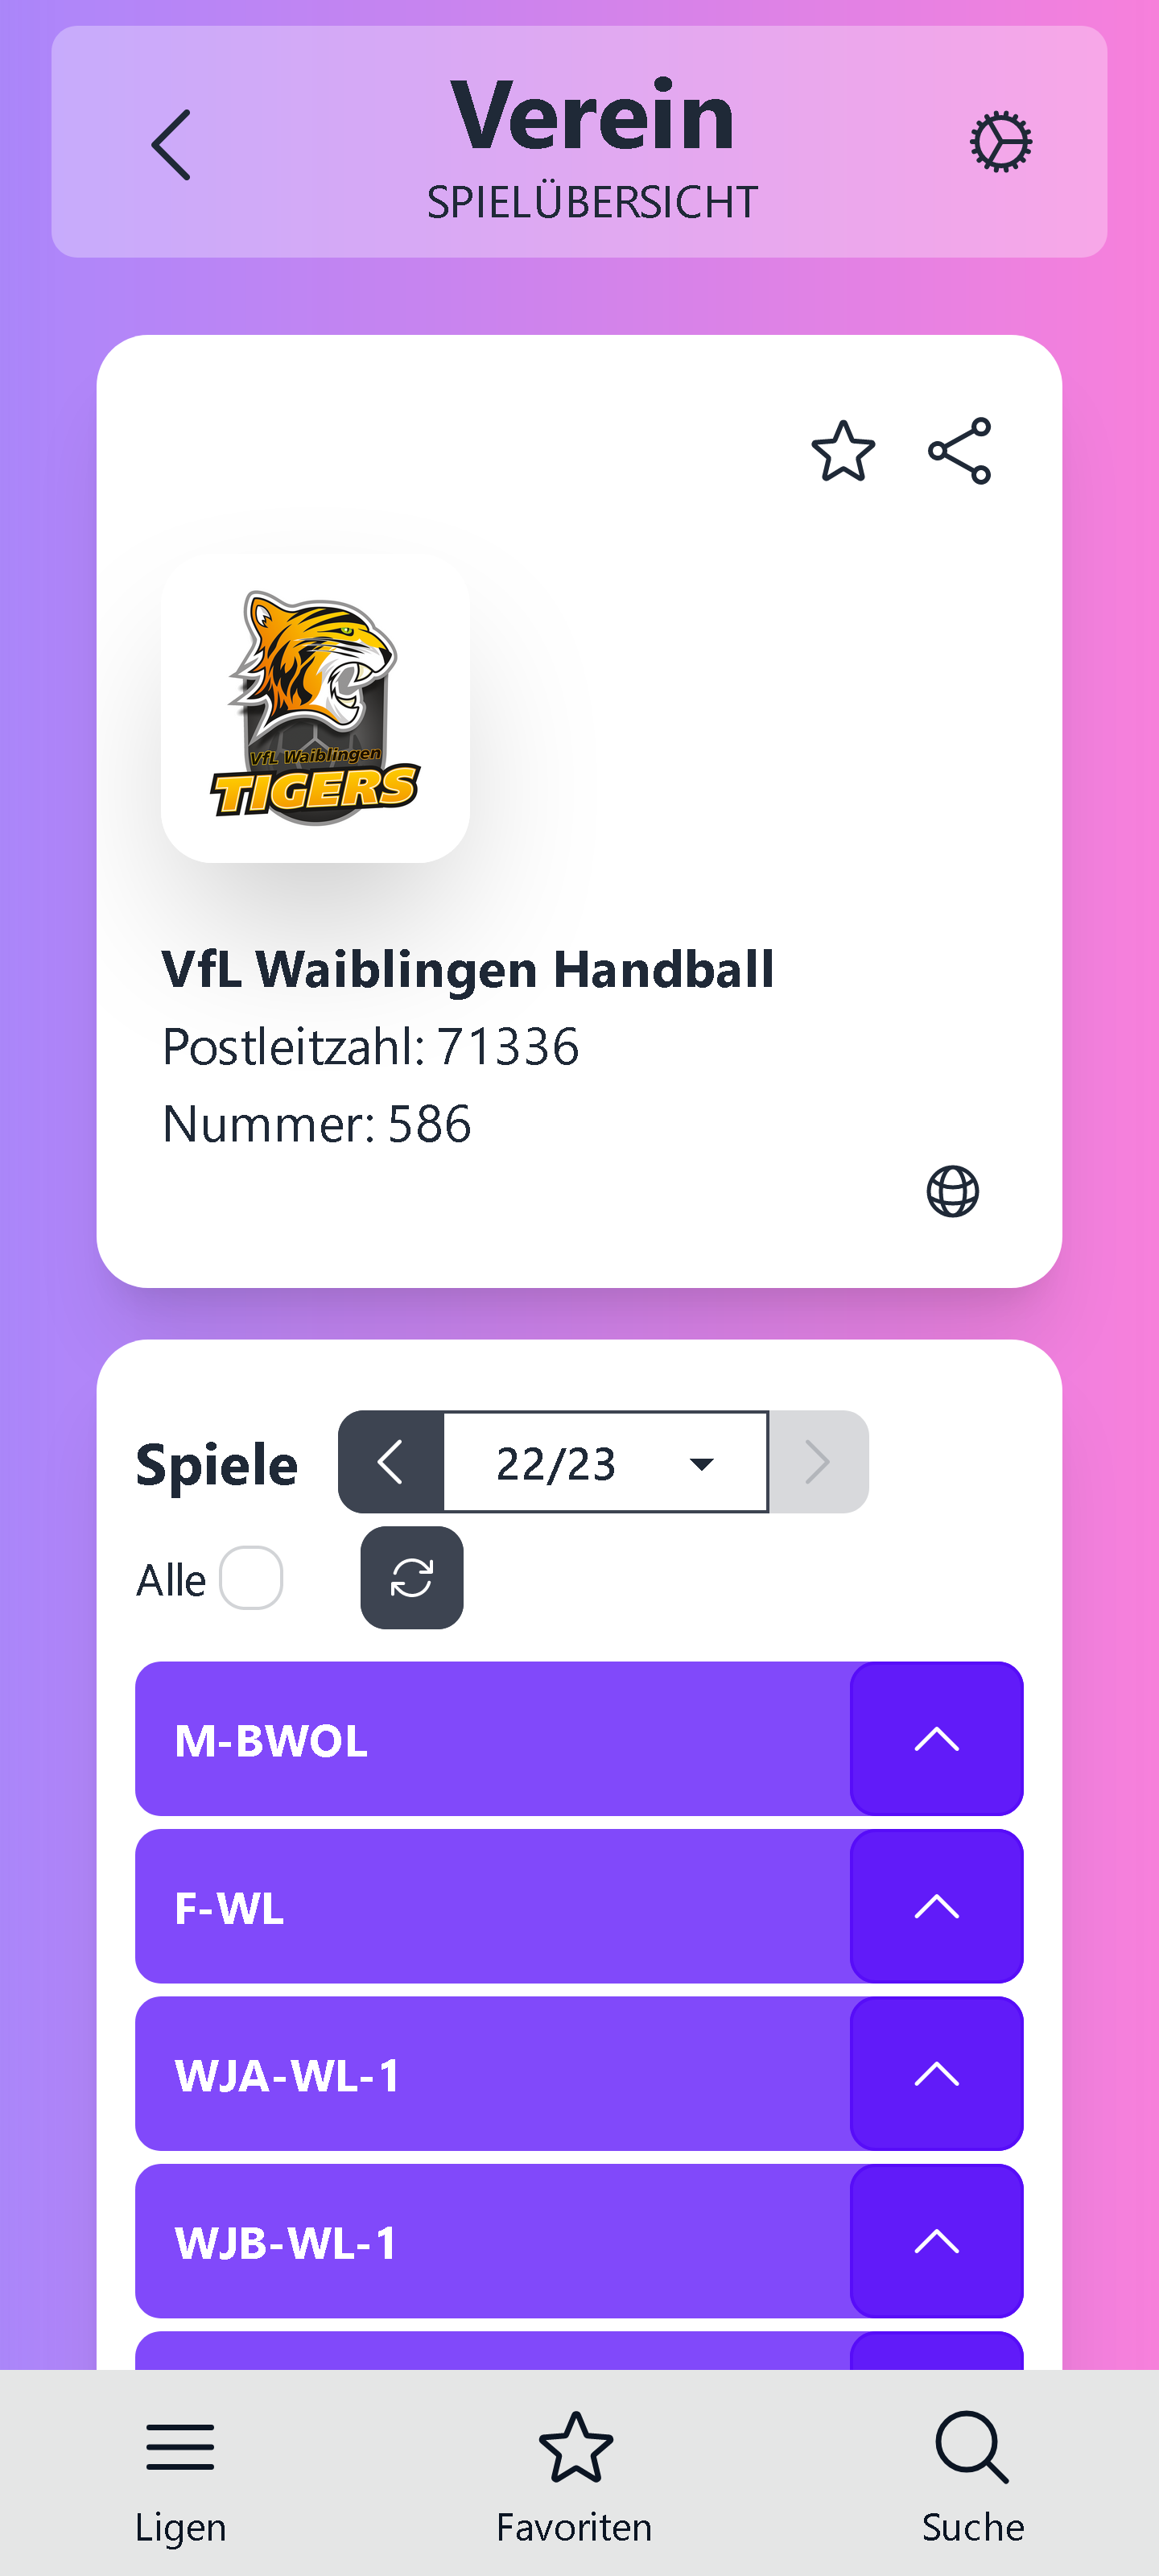 Verein
SPIELÜBERSICHT
VfL Waiblingen
TIGERS
VfL Waiblingen Handball
Postleitzahl: 71336
Nummer: 586
Spiele 22/23
Alle
M-BWOL
F-WL
WJA-WL-1
WJB-WL-1
Ligen Favoriten Suche